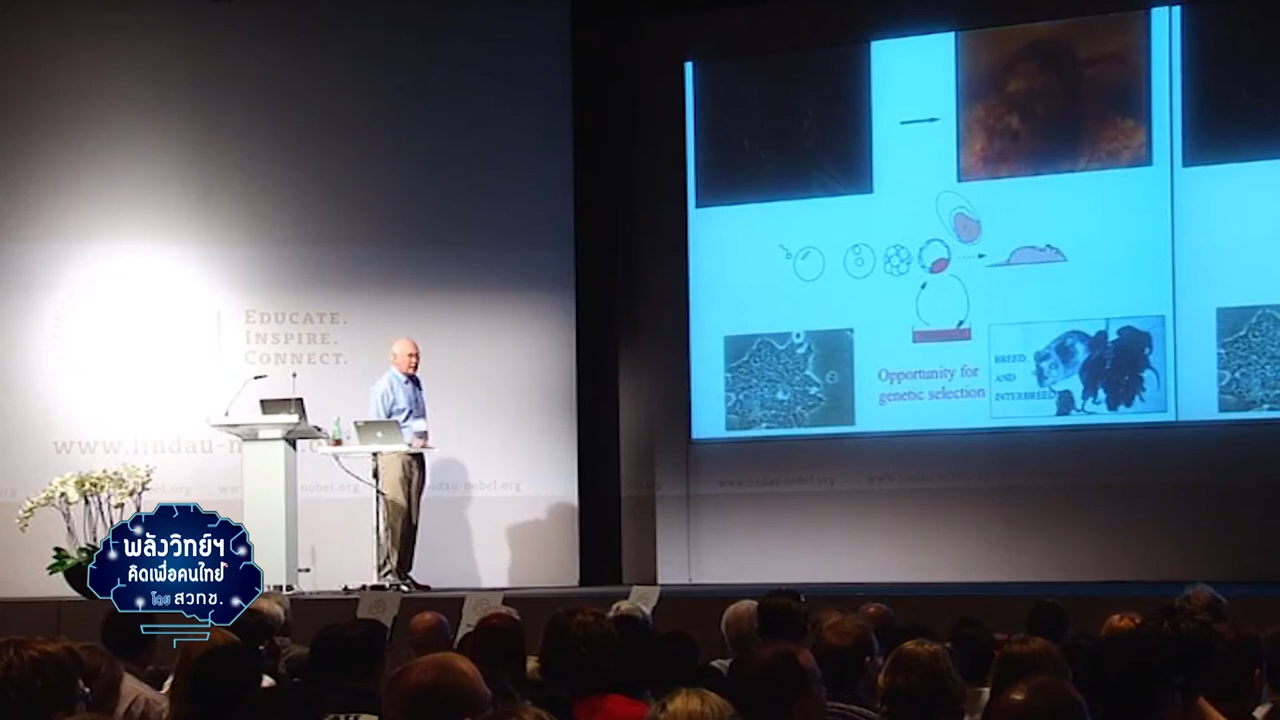 EDUCATE.
INSPIRE.
CONNECT.
www.lindau-n
nobel.org
lindau-nobel.org
Opportunity for
genetic selection
BREED
AND
INTERBREED
พลังวิทย์ฯ
คิดเพื่อคนไทย
โดย สวทช.